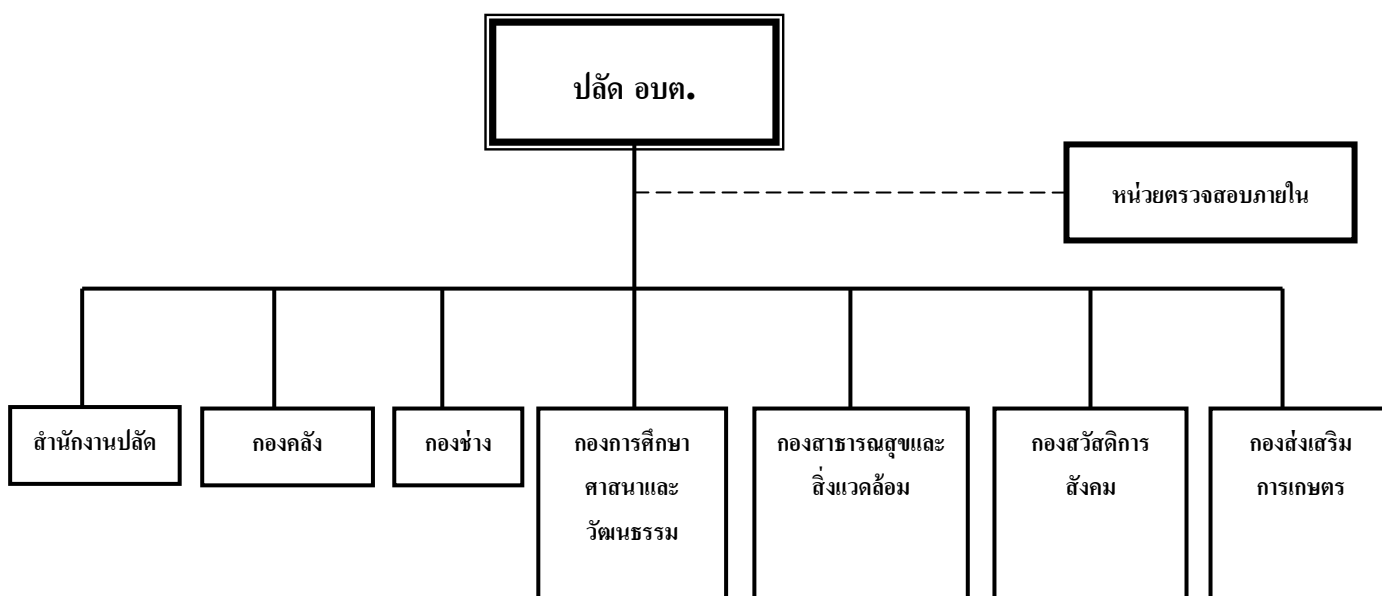 ปลัด อบต.
หน่วยตรวจสอบภายใน
สำนักงานปลัด
กองคลัง
กองช่าง
กองการศึกษา
ศาสนาและ
วัฒนธรรม
กองสาธารณสุขและ
สิ่งแวดล้อม
กองสวัสดิการ
สังคม
กองส่งเสริม
การเกษตร